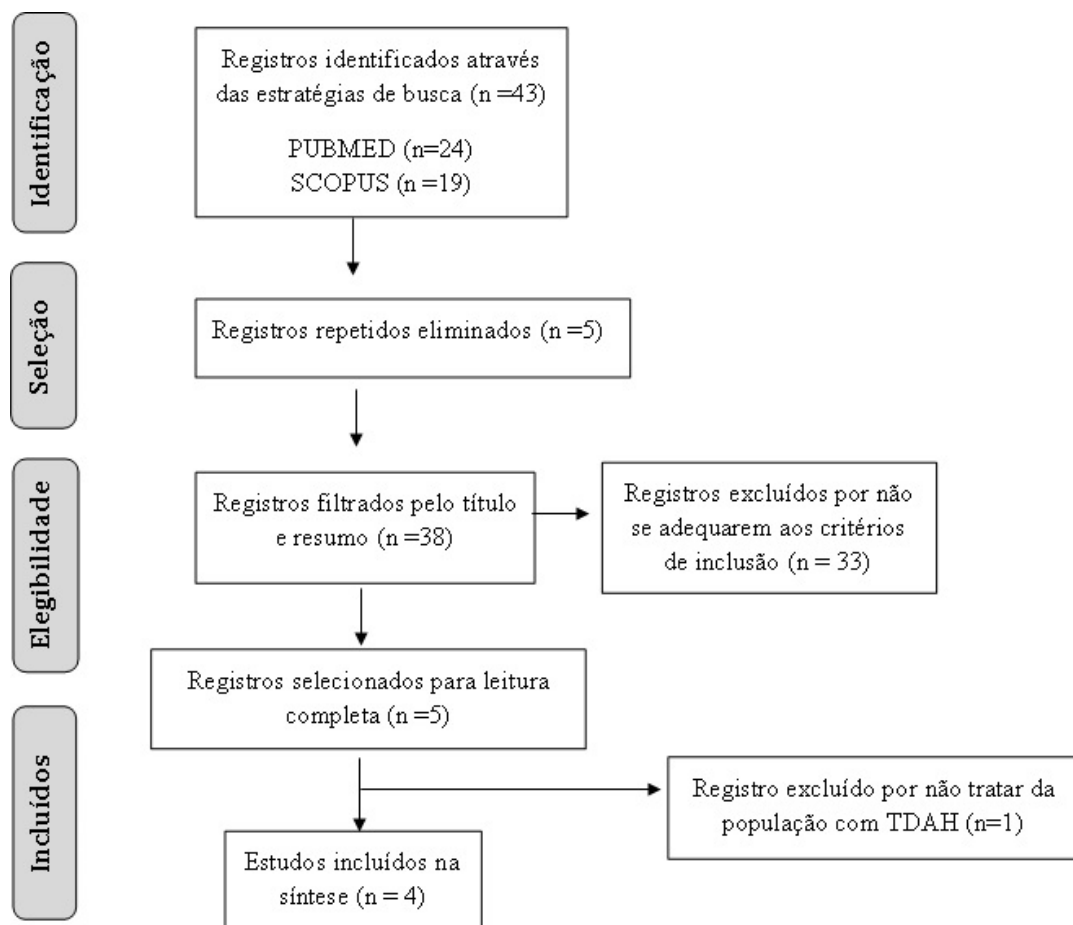 Identificação
Registros identificados através
das estratégias de busca (n =43)
PUBMED (n=24)
SCOPUS (n =19)
Seleção
Registros repetidos eliminados (n =5)
Elegibilidade
Registros filtrados pelo título
e resumo (n =38)
Registros excluídos por não
se adequarem aos critérios
de inclusão (n = 33)
Registros selecionados para leitura
completa (n =5)
Incluídos
Registro excluído por não tratar da
população com TDAH (n=1)
Estudos incluídos na
síntese (n = 4)